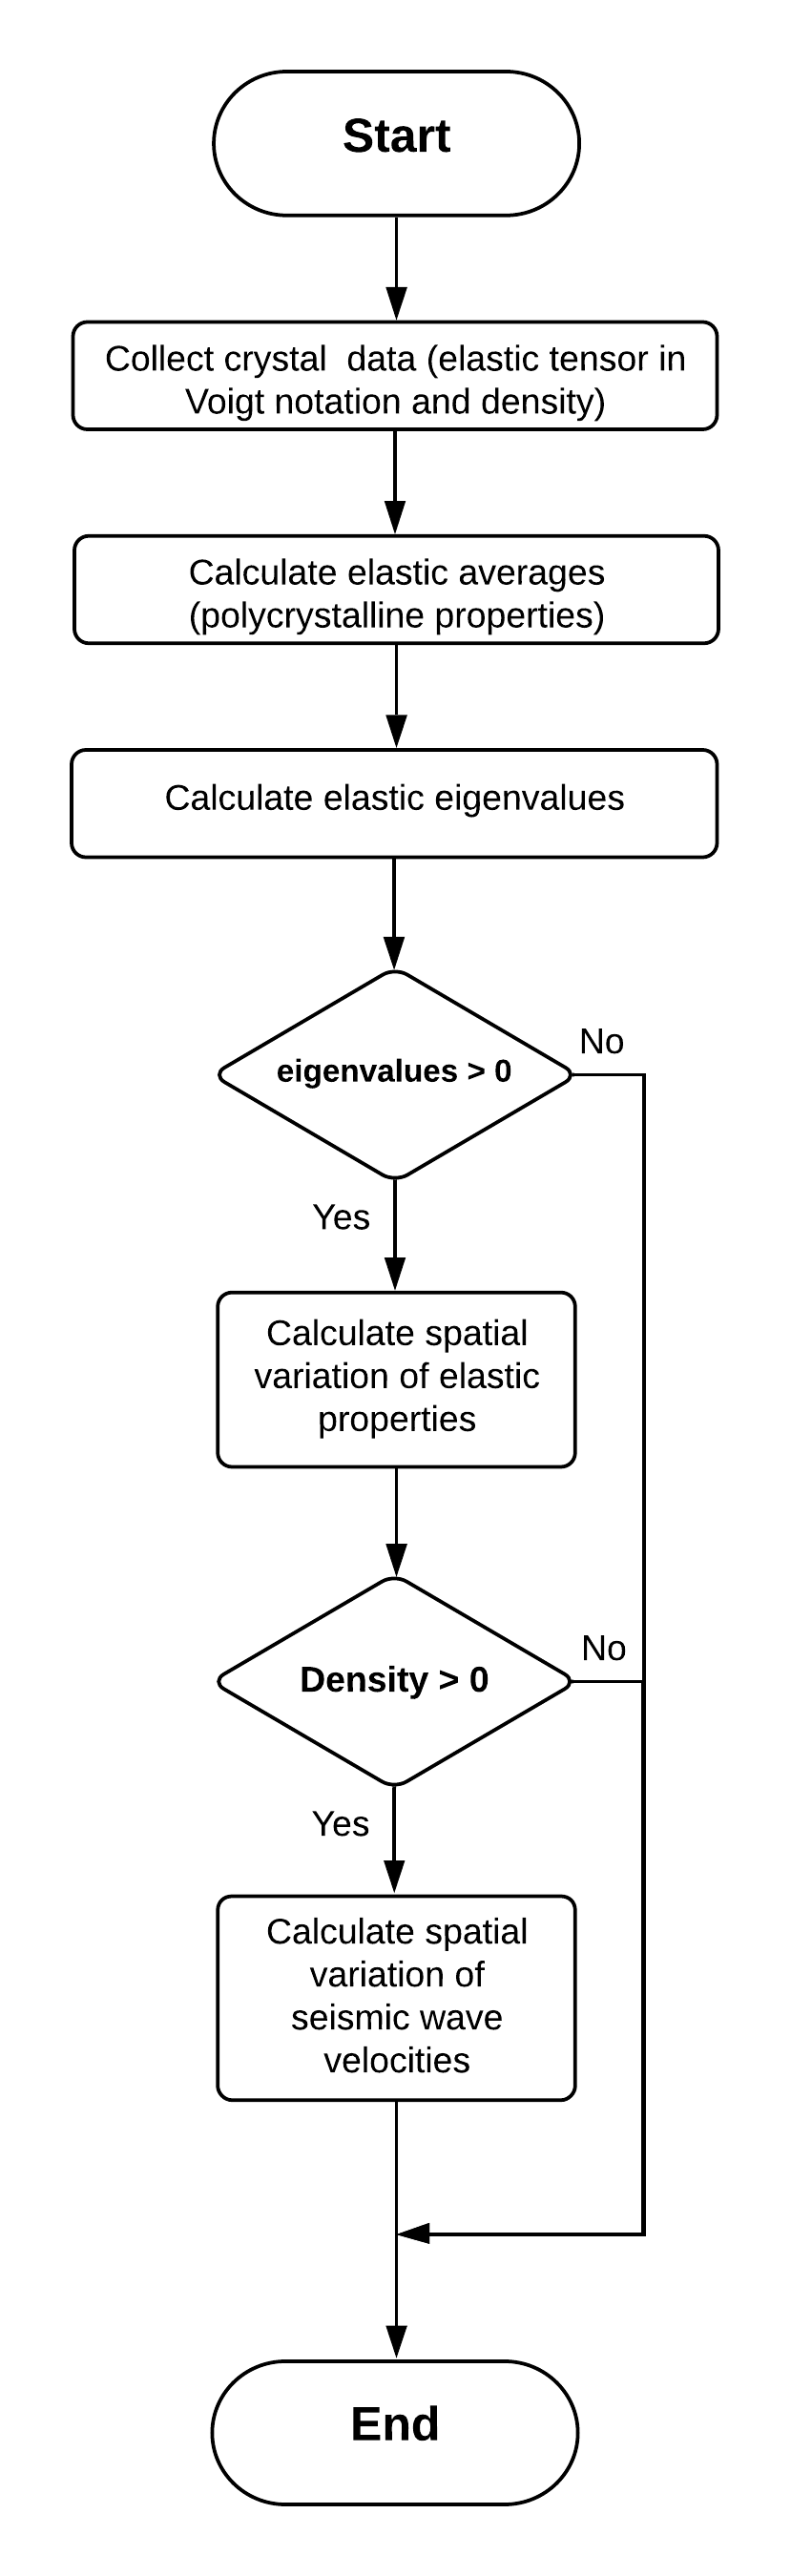 Start
Collect crystal  data (elastic tensor in
Voigt notation and density)
Calculate elastic averages
(polycrystalline properties)
Calculate elastic eigenvalues
eigenvalues > 0
No
Yes
Calculate spatial
variation of elastic
properties
Density > 0
No
Yes
Calculate spatial
variation of
seismic wave
velocities
End